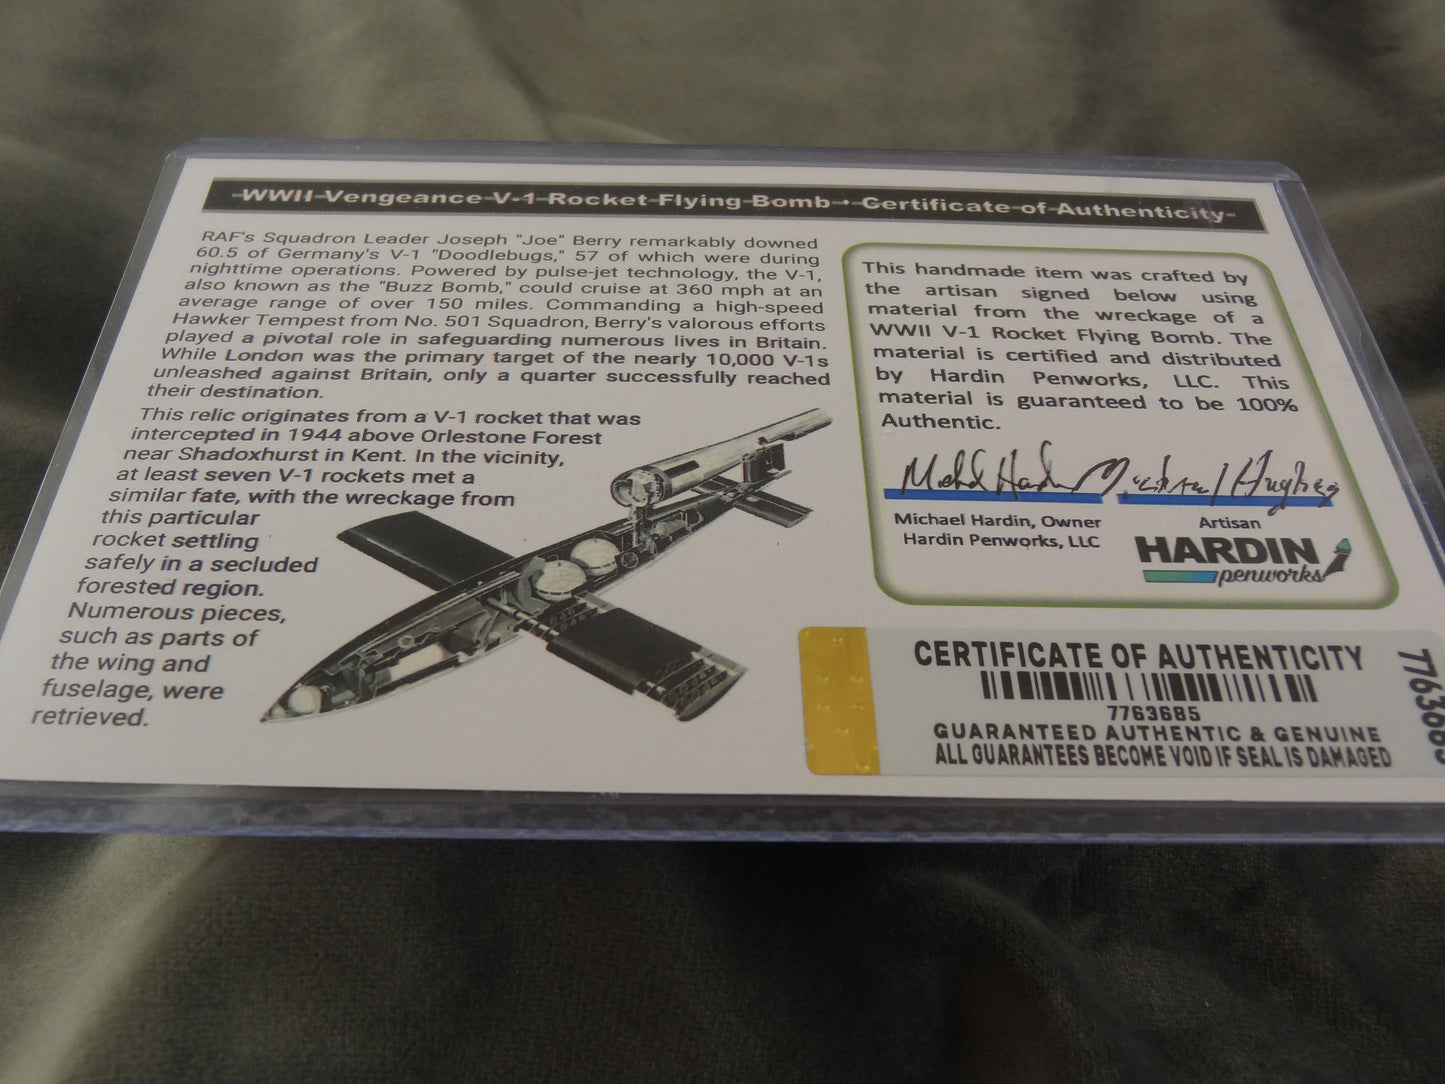 WWII Vengeance V-1 Rocket Flying Bomb • Certificate of Authenticity
RAF's Squadron Leader Joseph "Joe" Berry remarkably downed
60.5 of Germany's V-1 "Doodlebugs," 57 of which were during
nighttime operations. Powered by pulse-jet technology, the V-1,
also known as the "Buzz Bomb," could cruise at 360 mph at an
average range of over 150 miles. Commanding a high-speed
Hawker Tempest from No. 501 Squadron, Berry's valorous efforts
played a pivotal role in safeguarding numerous lives in Britain.
While London was the primary target of the nearly 10,000 V-1s
unleashed against Britain, only a quarter successfully reached
their destination.
This relic originates from a V-1 rocket that was
intercepted in 1944 above Orlestone Forest
near Shadoxhurst in Kent. In the vicinity,
at least seven V-1 rockets met a
similar fate, with the wreckage from
this particular
rocket settling
safely in a secluded
forested region.
Numerous pieces,
such as parts of
the wing and
fuselage, were
retrieved.
This handmade item was crafted by
the artisan signed below using
material from the wreckage of a
WWII V-1 Rocket Flying Bomb. The
material is certified and distributed
by Hardin Penworks, LLC. This
material is guaranteed to be 100%
Authentic.
Michael Hardin, Owner
Hardin Penworks, LLC
Artisan
HARDIN
penworks
CERTIFICATE OF AUTHENTICITY
7763685
GUARANTEED AUTHENTIC & GENUINE
ALL GUARANTEES BECOME VOID IF SEAL IS DAMAGED
7763685